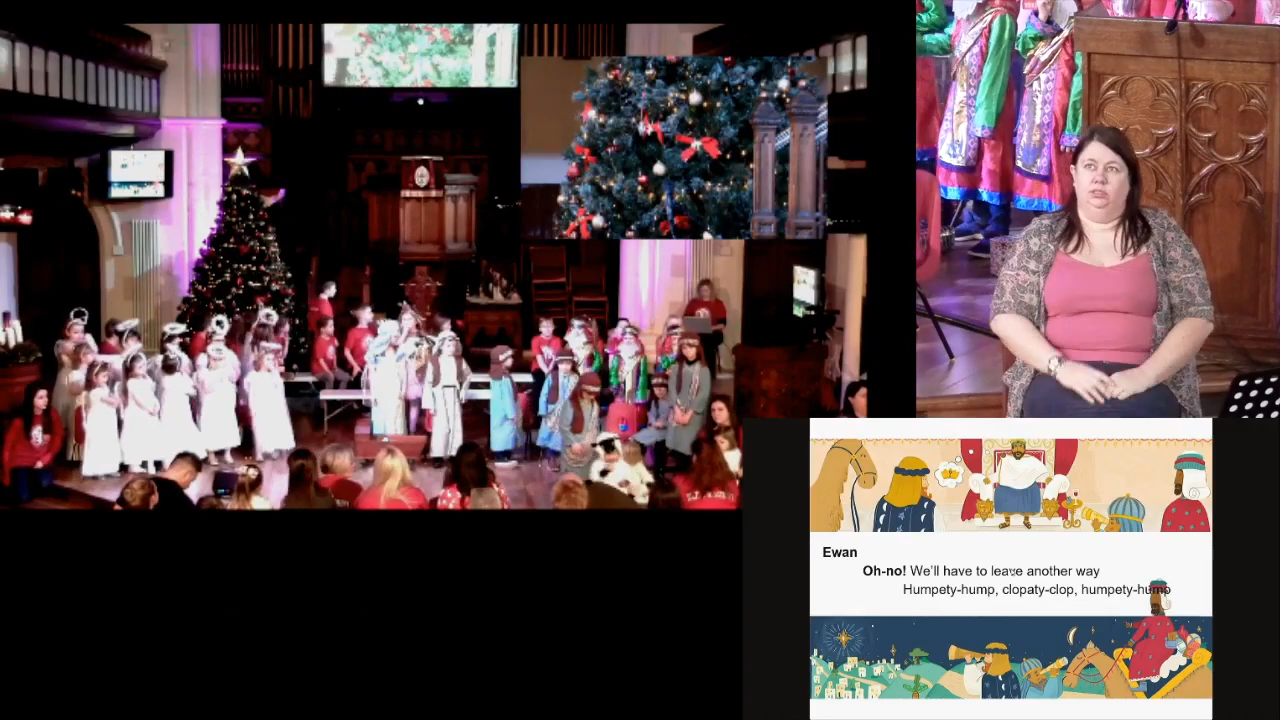 Ewan
Oh-no! We'll have to leave another way
Humpety-hump, clopaty-clop, humpety-hump